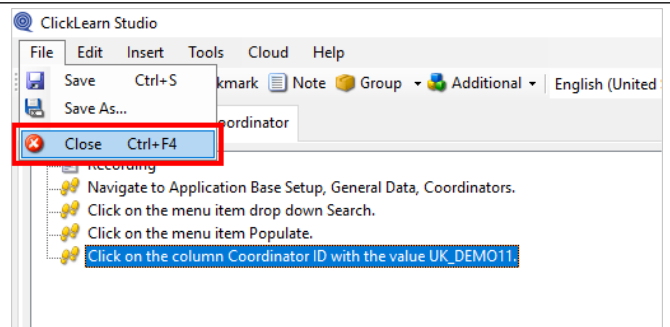 ClickLearn Studio
File Edit Insert Tools Cloud Help
Save Ctrl+S kmark Note Group Additional English (United
Save As...
Close Ctrl+F4 oordinator
Recording
Navigate to Application Base Setup, General Data, Coordinators.
Click on the menu item drop down Search.
Click on the menu item Populate.
Click on the column Coordinator ID with the value UK_DEMO11.